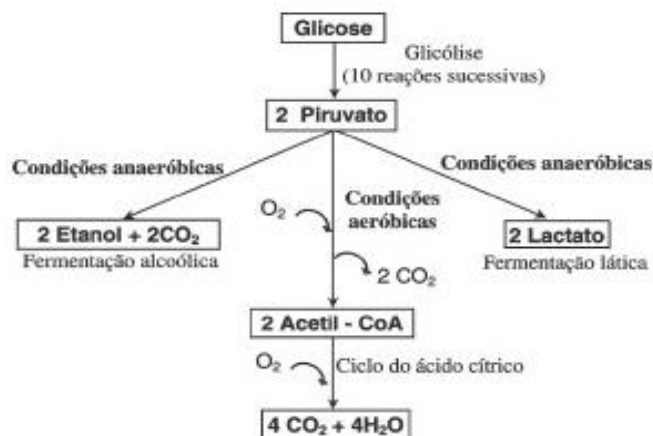 Glicose
Glicólise
(10 reações sucessivas)
2 Piruvato
Condições anaeróbicas
Condições anaeróbicas
O₂
Condições
aeróbicas
2 Etanol + 2CO₂
2 Lactato
Fermentação alcoólica
Fermentação lática
2 CO₂
2 Acetil - CoA
O₂
Ciclo do ácido cítrico
4 CO₂ + 4H₂O